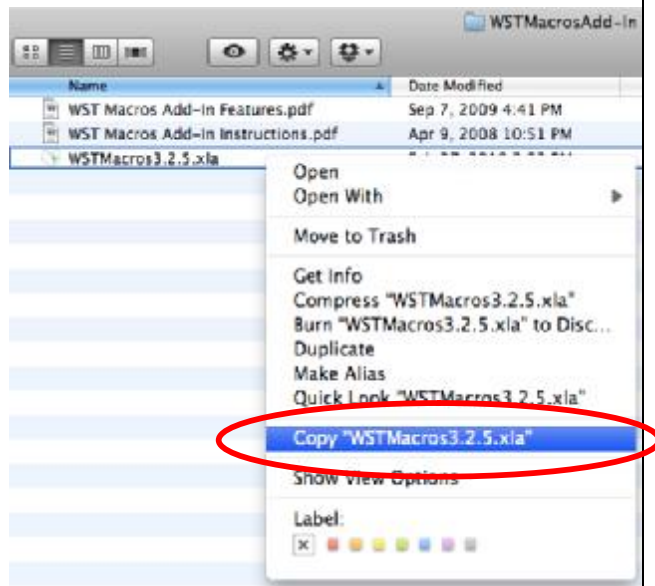 WSTMacrosAdd-In
Name Date Modified
WST Macros Add-In Features.pdf Sep 7, 2009 4:41 PM
WST Macros Add-In Instructions.pdf Apr 9, 2008 10:51 PM
WSTMacros3.2.5.xla
Open
Open With
Move to Trash
Get Info
Compress "WSTMacros3.2.5.xla"
Burn "WSTMacros3.2.5.xla" to Disc...
Duplicate
Make Alias
Quick Look "WSTMacros3.2.5.xla"
Copy "WSTMacros3.2.5.xla"
Show View Options
Label: